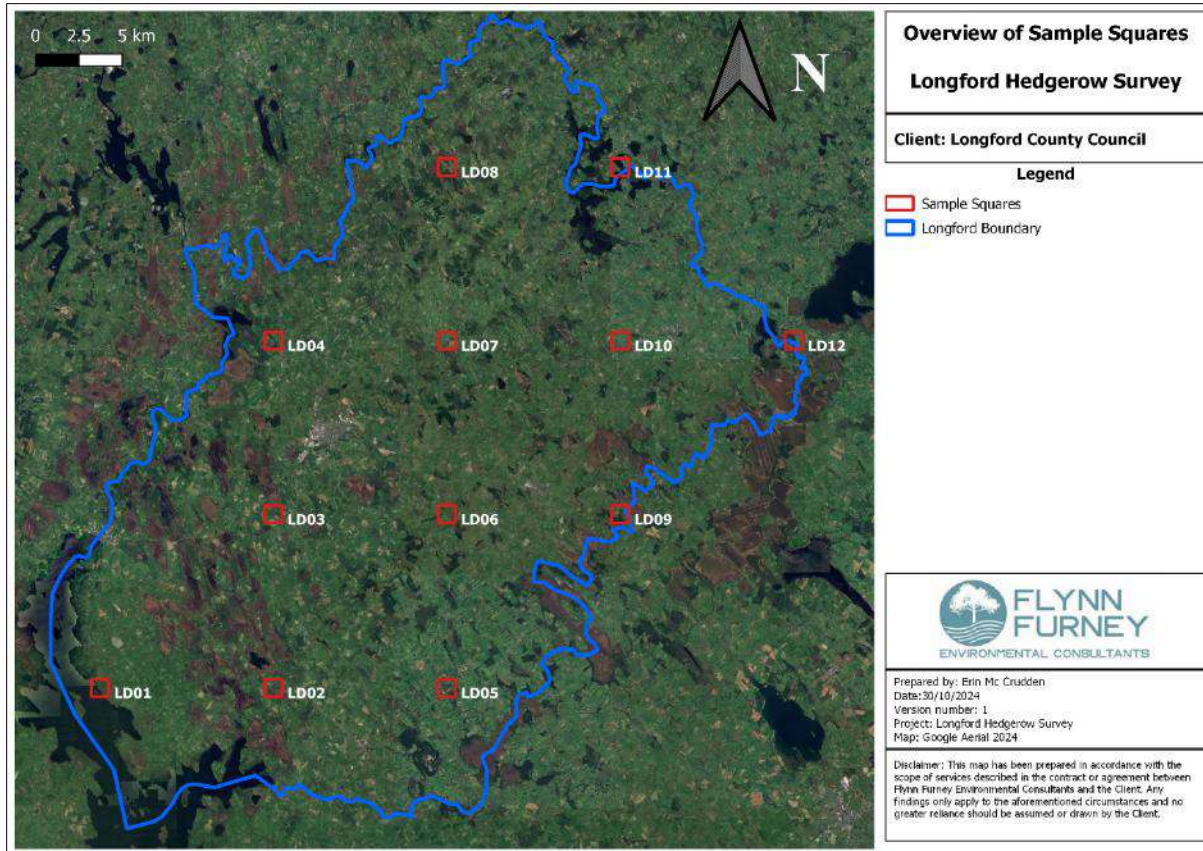 0 2.5 5 km
N
LD08
LD11
LD04
LD07
LD10
LD12
LD03
LD06
LD09
LD01
LD02
LD05
Overview of Sample Squares
Longford Hedgerow Survey
Client: Longford County Council
Legend
Sample Squares
Longford Boundary
FLYNN
FURNEY
ENVIRONMENTAL CONSULTANTS
Prepared by: Erin Mc Crudden
Date:30/10/2024
Version number: 1
Project: Longford Hedgerow Survey
Map: Google Aerial 2024
Disclaimer: This map has been prepared in accordance with the
scope of services described in the contract or agreement between
Flynn Furney Environmental Consultants and the Client. Any
findings only apply to the aforementioned circumstances and no
greater reliance should be assumed or drawn by the Client.